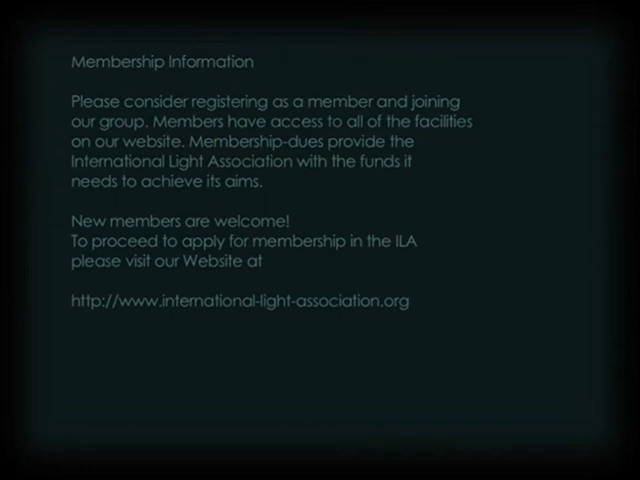 Membership Information
Please consider registering as a member and joining
our group. Members have access to all of the facilities
on our website. Membership-dues provide the
International Light Association with the funds it
needs to achieve its aims.
New members are welcome!
To proceed to apply for membership in the ILA
please visit our Website at
http://www.international-light-association.org